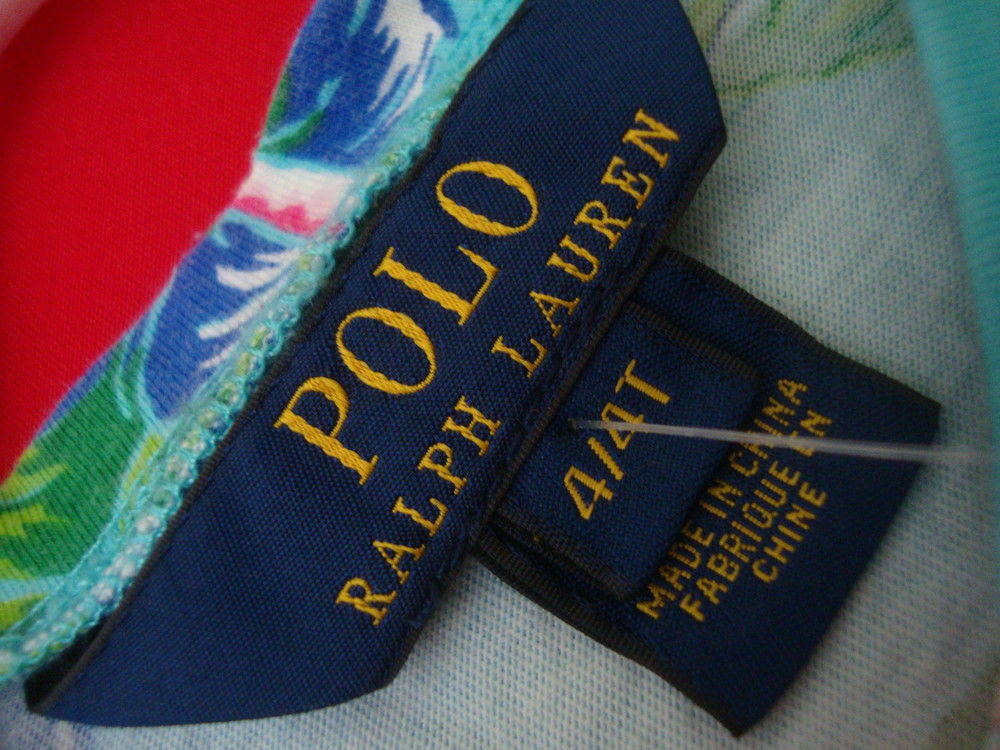 POLO
RALPH LAUREN
4/4T
MADE IN CHINA
FABRIQUE EN
CHINE